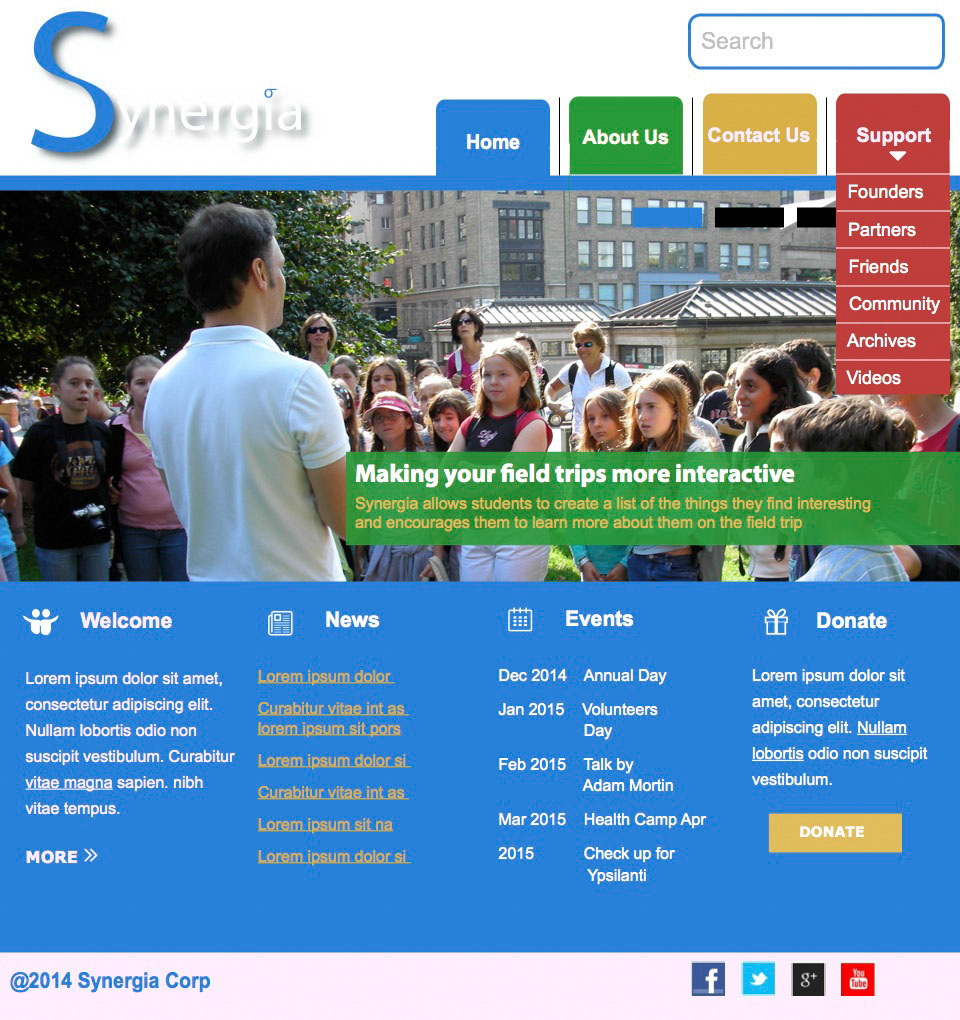 Synergia
σ
Search
Home
About Us
Contact Us
Support
Founders
Partners
Friends
Community
Archives
Videos
Making your field trips more interactive
Synergia allows students to create a list of the things they find interesting
and encourages them to learn more about them on the field trip
Welcome
Lorem ipsum dolor sit amet,
consectetur adipiscing elit.
Nullam lobortis odio non
suscipit vestibulum. Curabitur
vitae magna sapien. nibh
vitae tempus.
MORE »
News
Lorem ipsum dolor
Curabitur vitae int as
lorem ipsum sit pors
Lorem ipsum dolor si
Curabitur vitae int as
Lorem ipsum sit na
Lorem ipsum dolor si
Events
Dec 2014 Annual Day
Jan 2015 Volunteers
Day
Feb 2015 Talk by
Adam Mortin
Mar 2015 Health Camp Apr
2015 Check up for
Ypsilanti
Donate
Lorem ipsum dolor sit
amet, consectetur
adipiscing elit. Nullam
lobortis odio non suscipit
vestibulum.
DONATE
@2014 Synergia Corp
f
g+
You
Tube